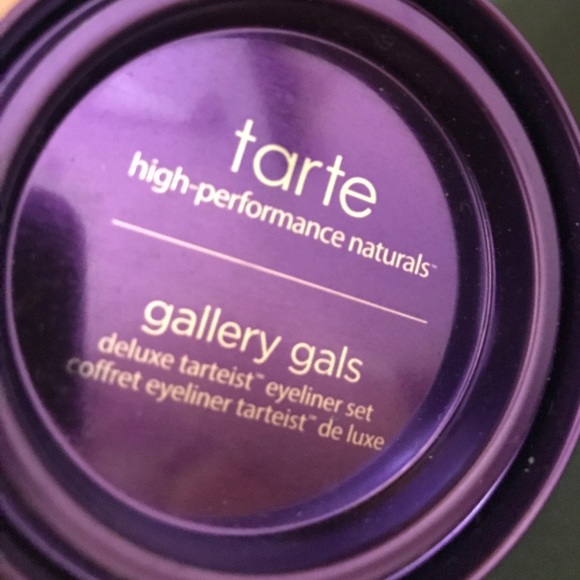 tarte
high-performance naturals™
gallery gals
deluxe tarteist™ eyeliner set
coffret eyeliner tarteist™ de luxe